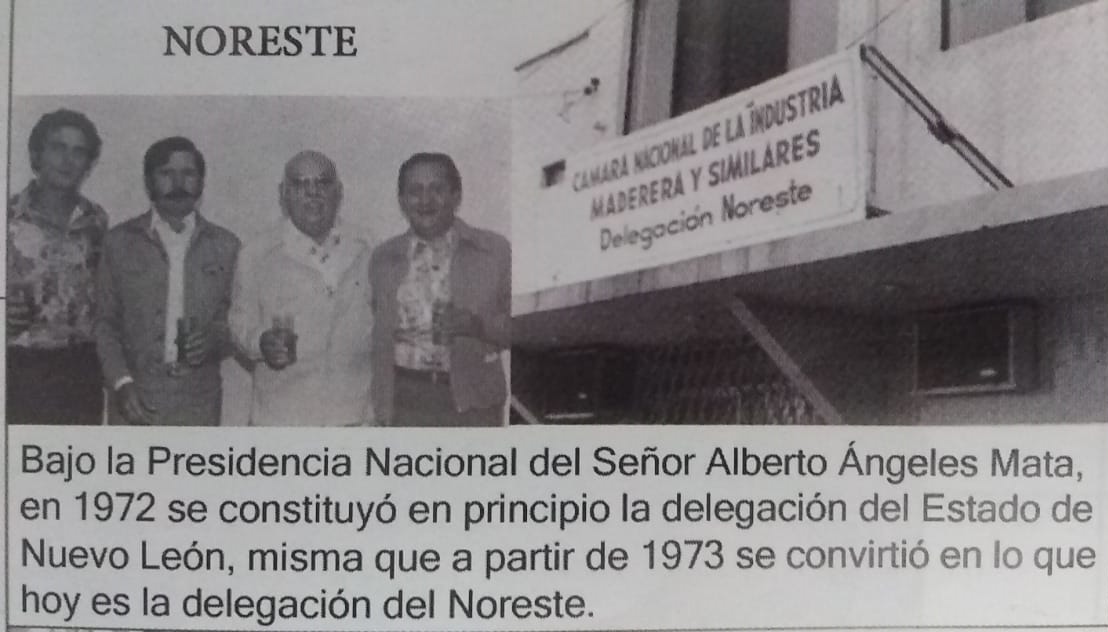 NORESTE
CAMARA NACIONAL DE LA INDUSTRIA
MADERERA Y SIMILARES
Delegación Noreste
Bajo la Presidencia Nacional del Señor Alberto Ángeles Mata,
en 1972 se constituyó en principio la delegación del Estado de
Nuevo León, misma que a partir de 1973 se convirtió en lo que
hoy es la delegación del Noreste.